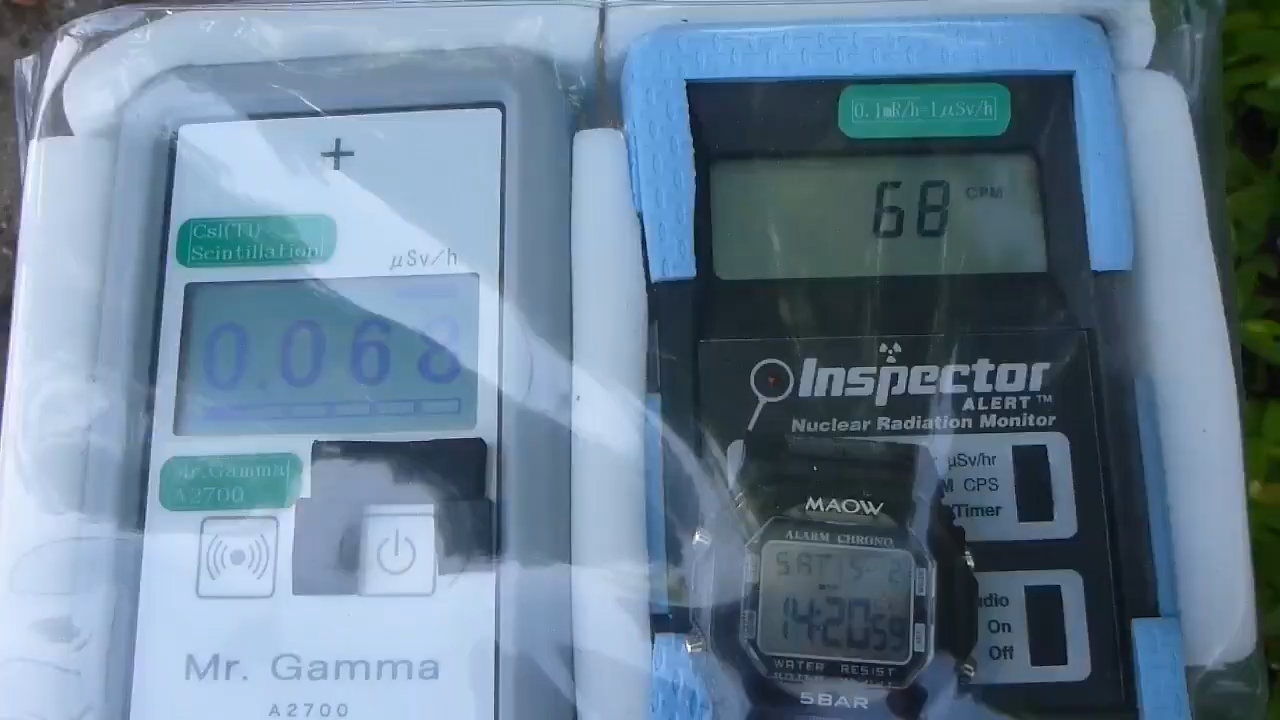 +
CsI(Tl)
Scintillation
μSv/h
0.068
Mr.Gamma
A2700
Mr. Gamma
A2700
0.1mR/h=1μSv/h
68 CPM
Inspector
ALERT™
Nuclear Radiation Monitor
μSv/hr
CPS
Timer
On
Off
MAOW
ALARM CHRONO
SAT 5- 2
14:20 59
WATER RESIST
5BAR